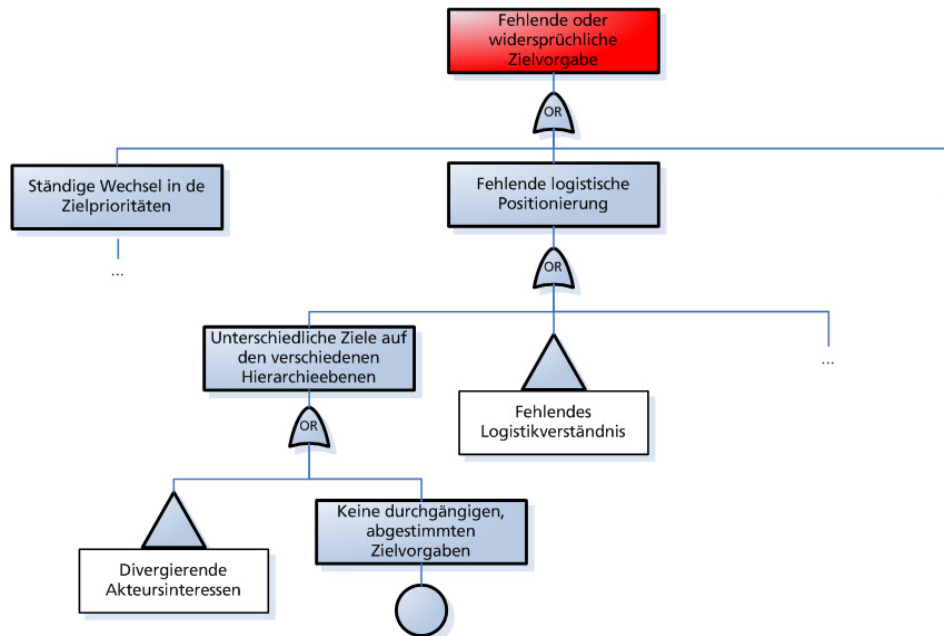 Fehlende oder
widersprüchliche
Zielvorgabe
OR
Ständige Wechsel in de
Zielprioritäten
...
Fehlende logistische
Positionierung
OR
Unterschiedliche Ziele auf
den verschiedenen
Hierarchieebenen
Fehlendes
Logistikverständnis
...
OR
Divergierende
Akteursinteressen
Keine durchgängigen,
abgestimmten
Zielvorgaben